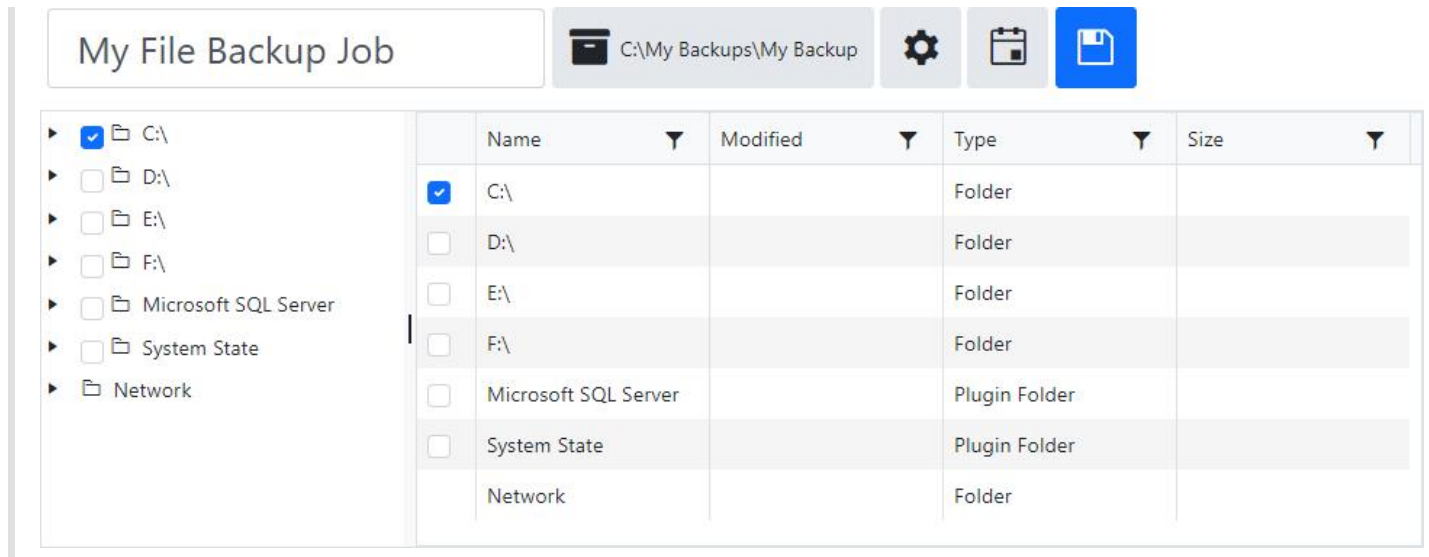 My File Backup Job
C:\My Backups\My Backup
C:\
D:\
E:\
F:\
Microsoft SQL Server
System State
Network
Name Modified Type Size
C:\ Folder
D:\ Folder
E:\ Folder
F:\ Folder
Microsoft SQL Server Plugin Folder
System State Plugin Folder
Network Folder